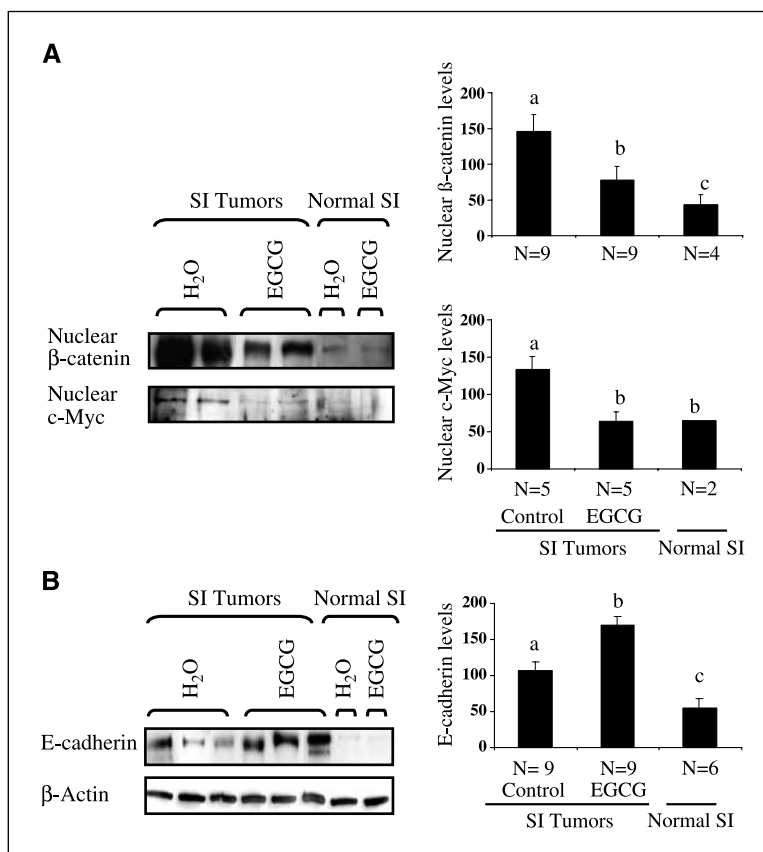 A
SI Tumors
Normal SI
H2O
EGCG
H2O
EGCG
Nuclear
β-catenin
Nuclear
c-Myc
Nuclear ß-catenin levels
200
150
100
50
0
a
b
c
N=9
N=9
N=4
Nuclear c-Myc levels
200
150
100
50
0
a
b
b
N=5
N=5
N=2
Control
EGCG
SI Tumors
Normal SI
B
SI Tumors
Normal SI
H2O
EGCG
H2O
EGCG
E-cadherin
β-Actin
E-cadherin levels
200
150
100
50
0
a
b
c
N= 9
N=9
N=6
Control
EGCG
SI Tumors
Normal SI